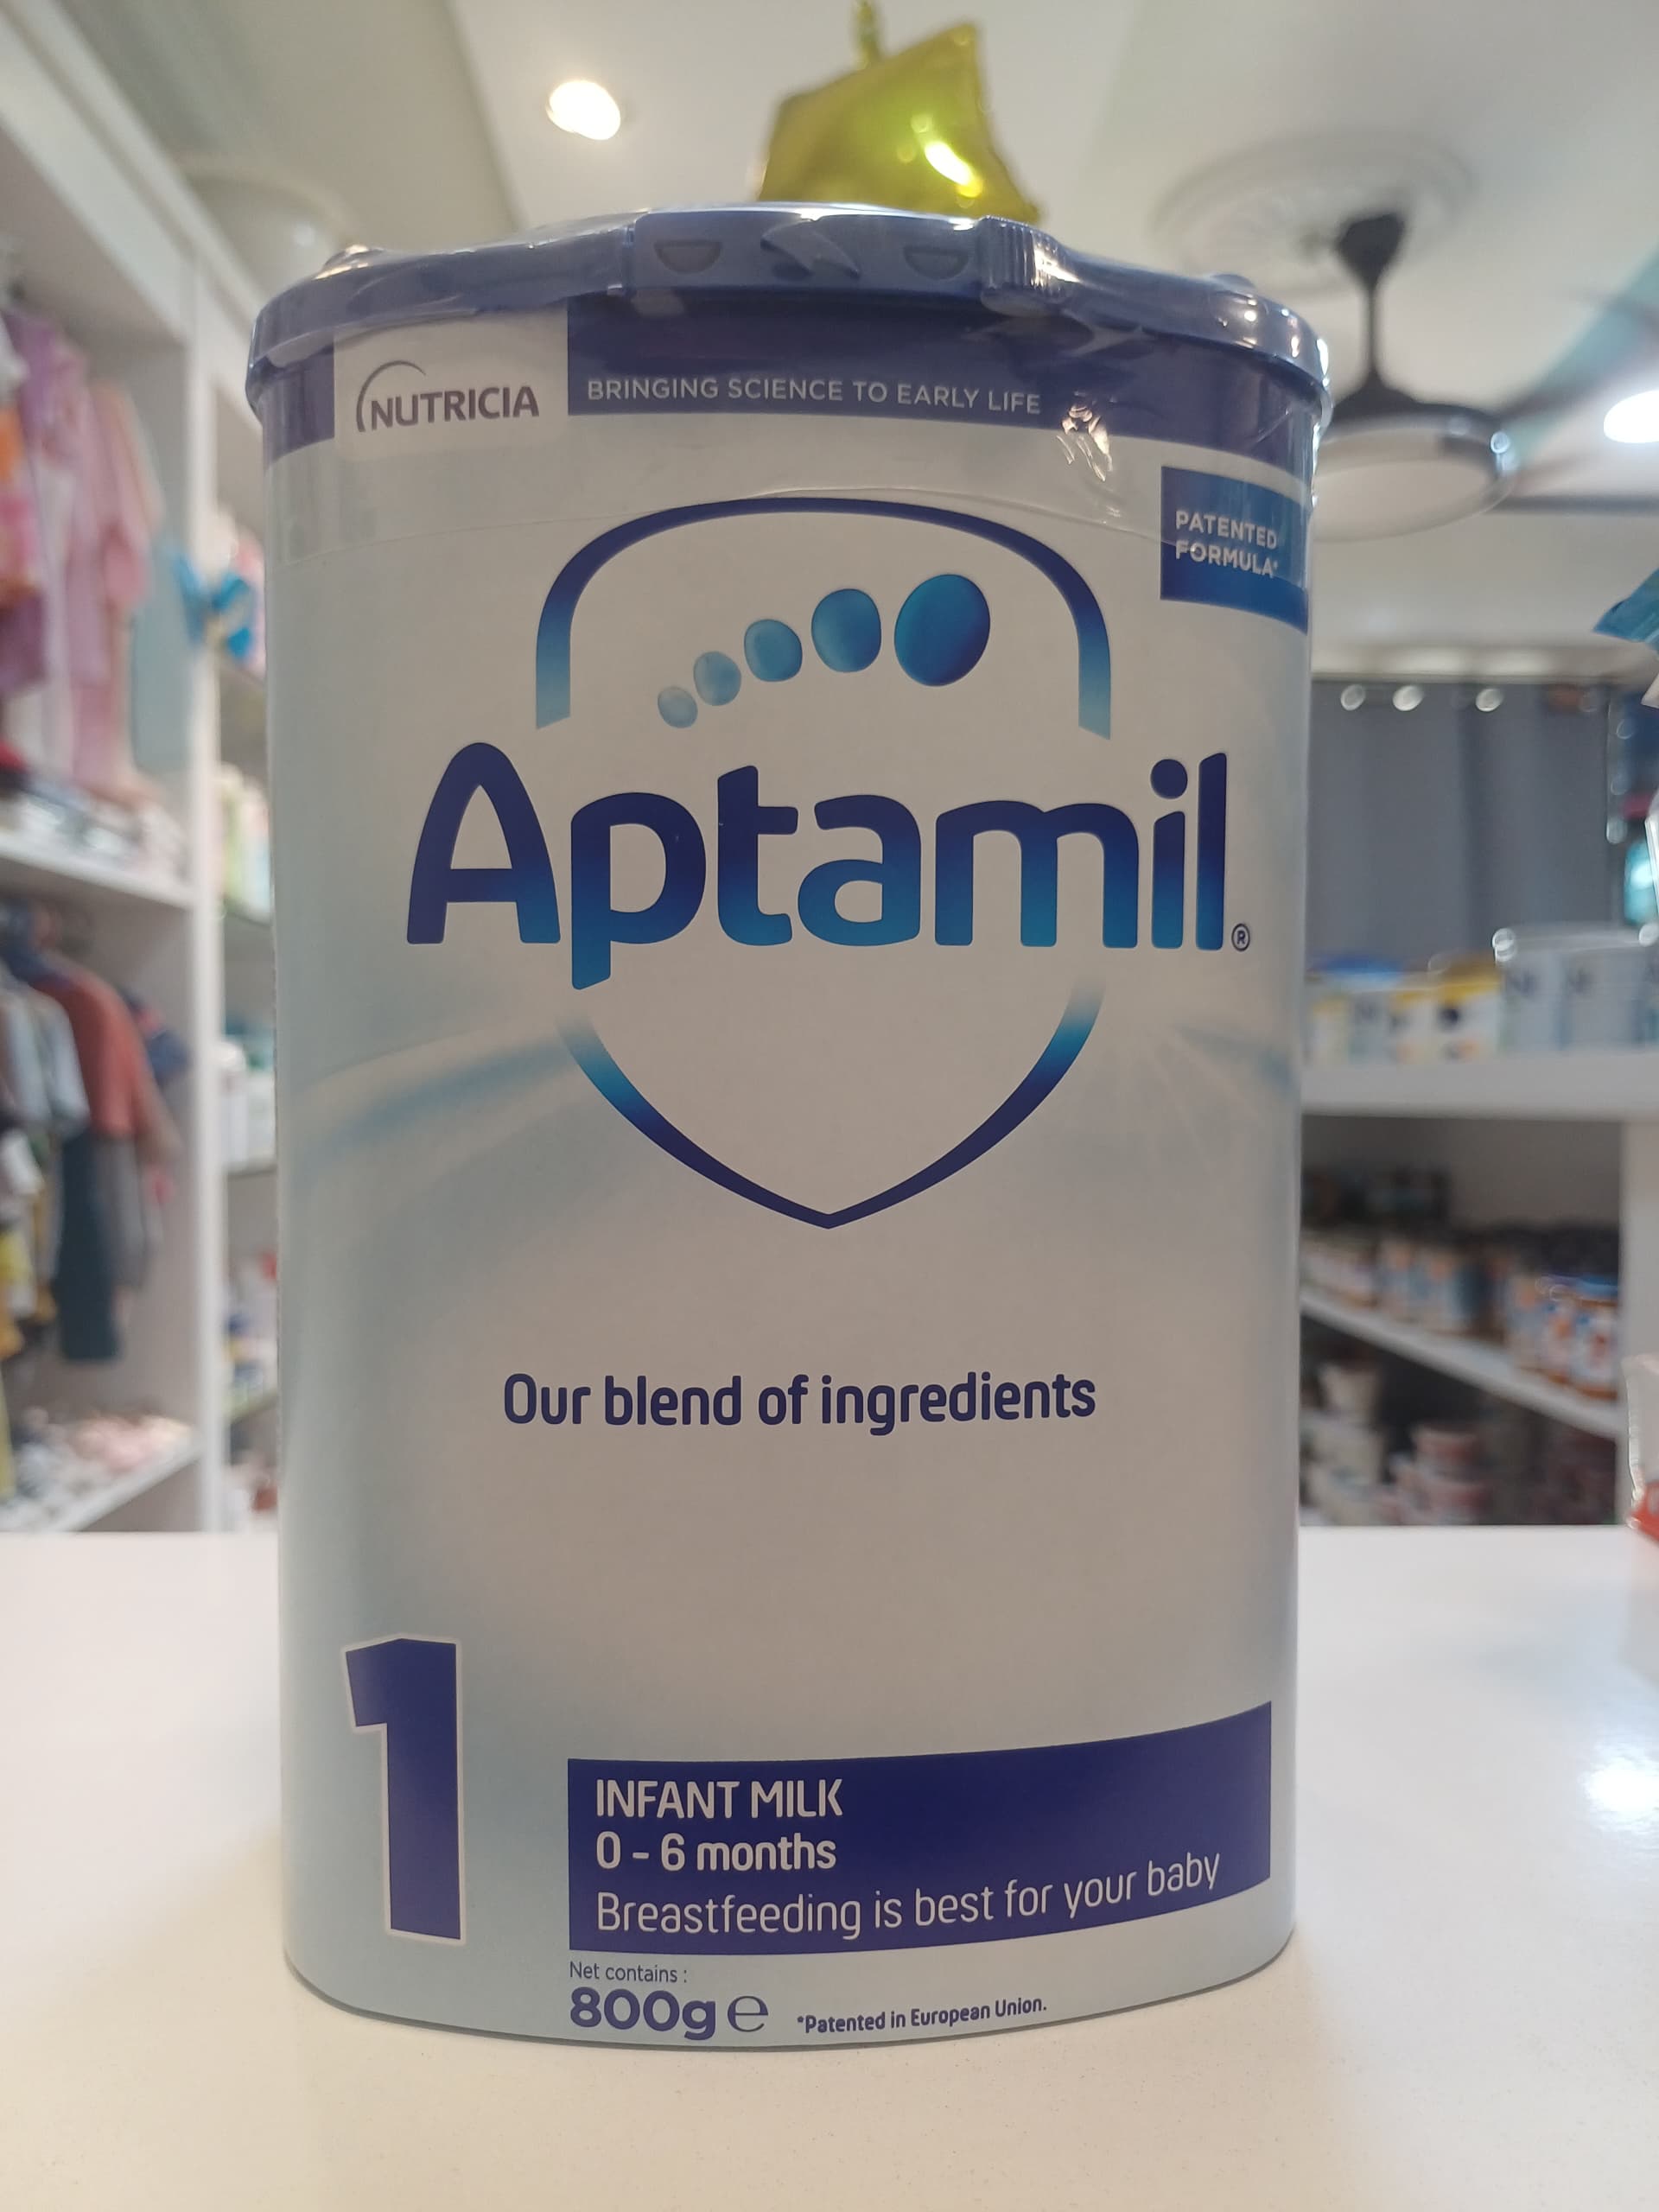 NUTRICIA
BRINGING SCIENCE TO EARLY LIFE
PATENTED
FORMULA*
Aptamil®
Our blend of ingredients
1
INFANT MILK
0 - 6 months
Breastfeeding is best for your baby
Net contains :
800g ℮
*Patented in European Union.